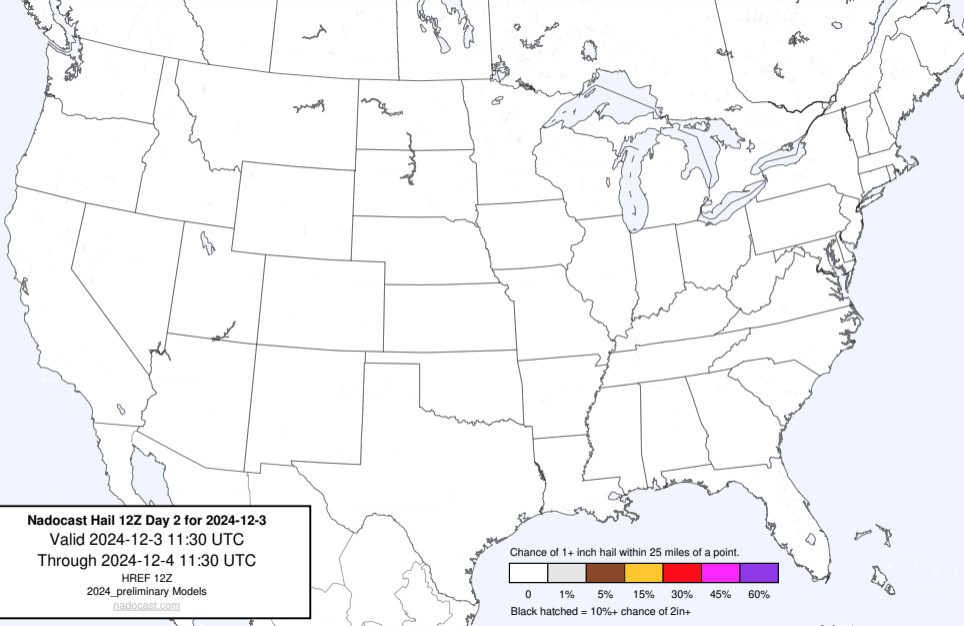 Nadocast Hail 12Z Day 2 for 2024-12-3
Valid 2024-12-3 11:30 UTC
Through 2024-12-4 11:30 UTC
HREF 12Z
2024_preliminary Models
nadocast.com
Chance of 1+ inch hail within 25 miles of a point.
0 1% 5% 15% 30% 45% 60%
Black hatched = 10%+ chance of 2in+